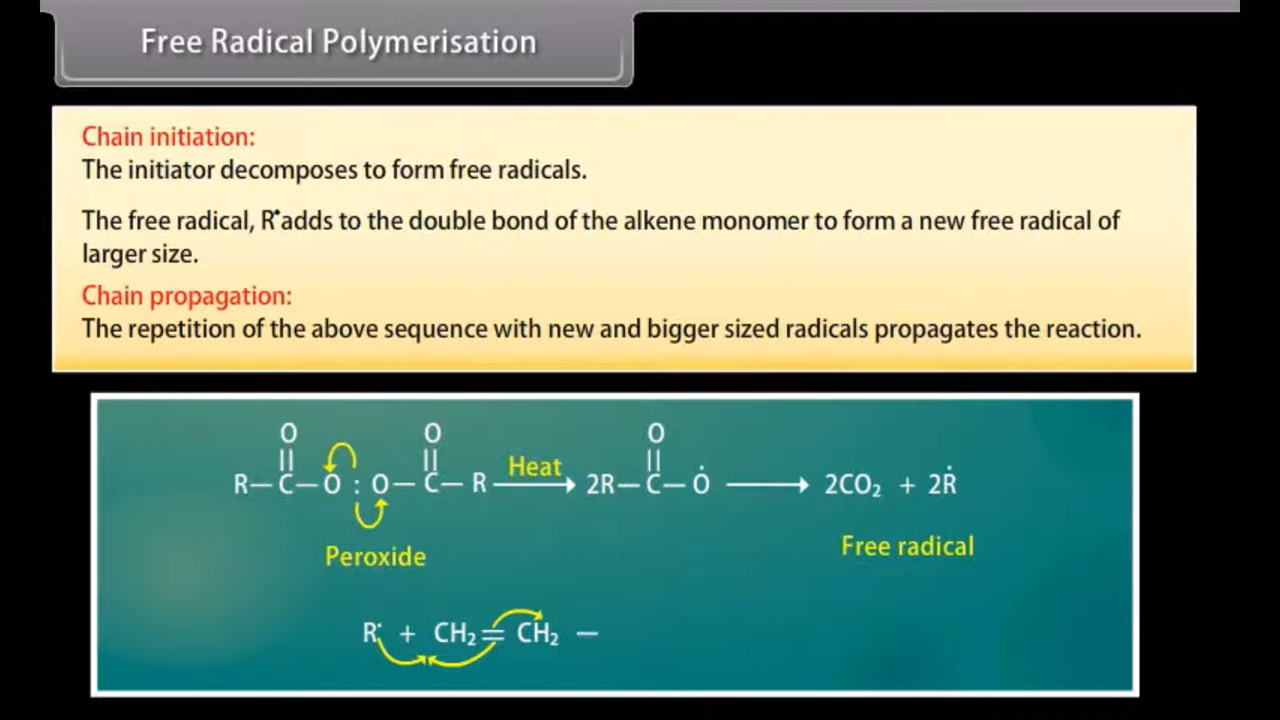 Free Radical Polymerisation
Chain initiation:
The initiator decomposes to form free radicals.
The free radical, R• adds to the double bond of the alkene monomer to form a new free radical of
larger size.
Chain propagation:
The repetition of the above sequence with new and bigger sized radicals propagates the reaction.
O O O
|| || ||
R—C—O : O—C—R Heat → 2R—C—Ȯ → 2CO₂ + 2Ṙ
Peroxide Free radical
R• + CH₂=CH₂ —